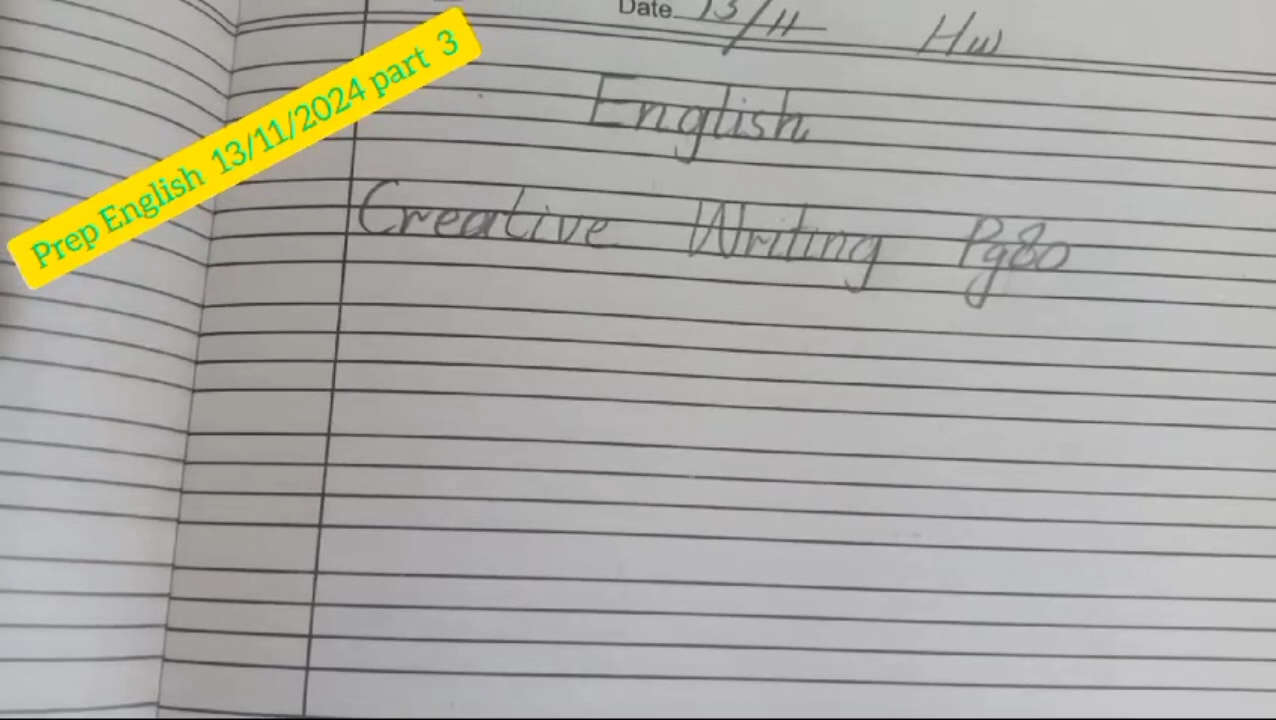 Date 13/11 Hw
Prep English 13/11/2024 part 3
English
Creative Writing Pg80